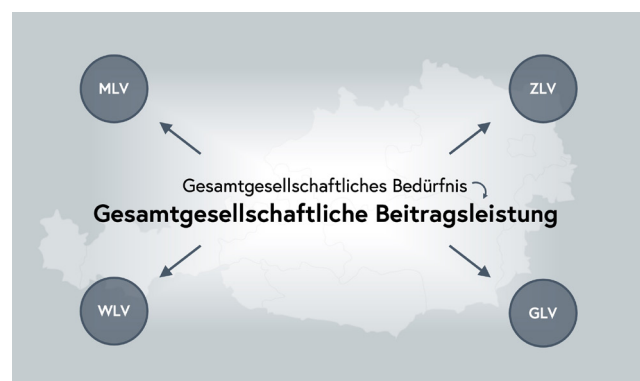 MLV
ZLV
Gesamtgesellschaftliches Bedürfnis
Gesamtgesellschaftliche Beitragsleistung
WLV
GLV